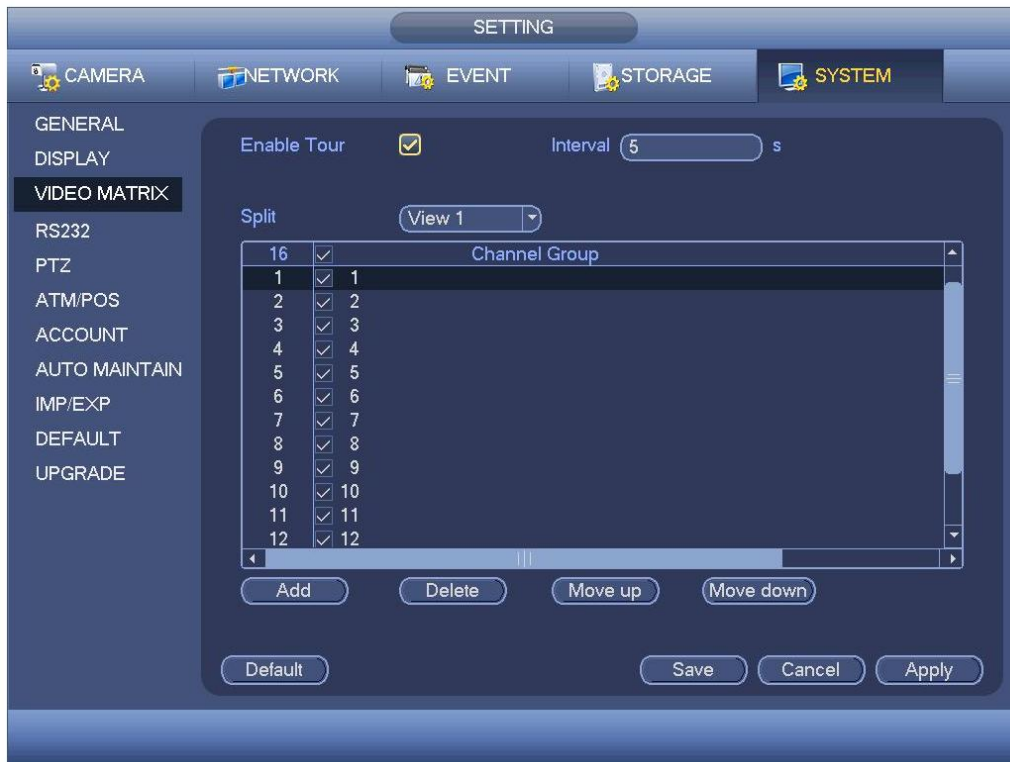 SETTING
CAMERA NETWORK EVENT STORAGE SYSTEM
GENERAL
DISPLAY
VIDEO MATRIX
RS232
PTZ
ATM/POS
ACCOUNT
AUTO MAINTAIN
IMP/EXP
DEFAULT
UPGRADE
Enable Tour Interval 5 s
Split View 1
16 Channel Group
1 1
2 2
3 3
4 4
5 5
6 6
7 7
8 8
9 9
10 10
11 11
12 12
Add Delete Move up Move down
Default Save Cancel Apply